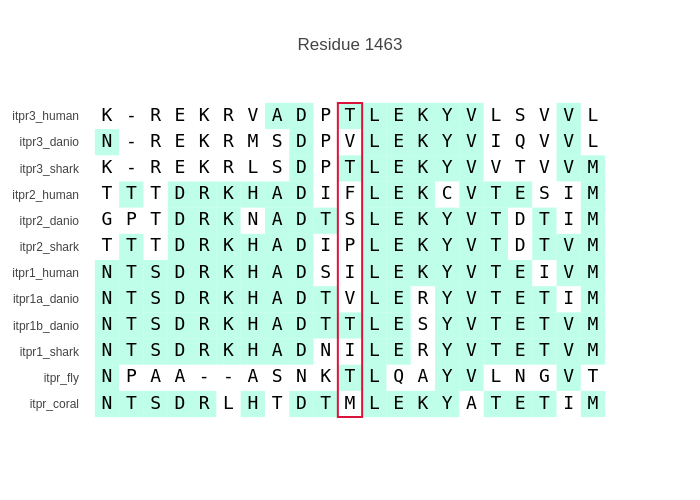 Residue 1463
itpr3_human K - R E K R V A D P T L E K Y V L S V V L
itpr3_danio N - R E K R M S D P V L E K Y V I Q V V L
itpr3_shark K - R E K R L S D P T L E K Y V V T V V M
itpr2_human T T T D R K H A D I F L E K C V T E S I M
itpr2_danio G P T D R K N A D T S L E K Y V T D T I M
itpr2_shark T T T D R K H A D I P L E K Y V T D T V M
itpr1_human N T S D R K H A D S I L E K Y V T E I V M
itpr1a_danio N T S D R K H A D T V L E R Y V T E T I M
itpr1b_danio N T S D R K H A D T T L E S Y V T E T V M
itpr1_shark N T S D R K H A D N I L E R Y V T E T V M
itpr_fly N P A A - - A S N K T L Q A Y V L N G V T
itpr_coral N T S D R L H T D T M L E K Y A T E T I M